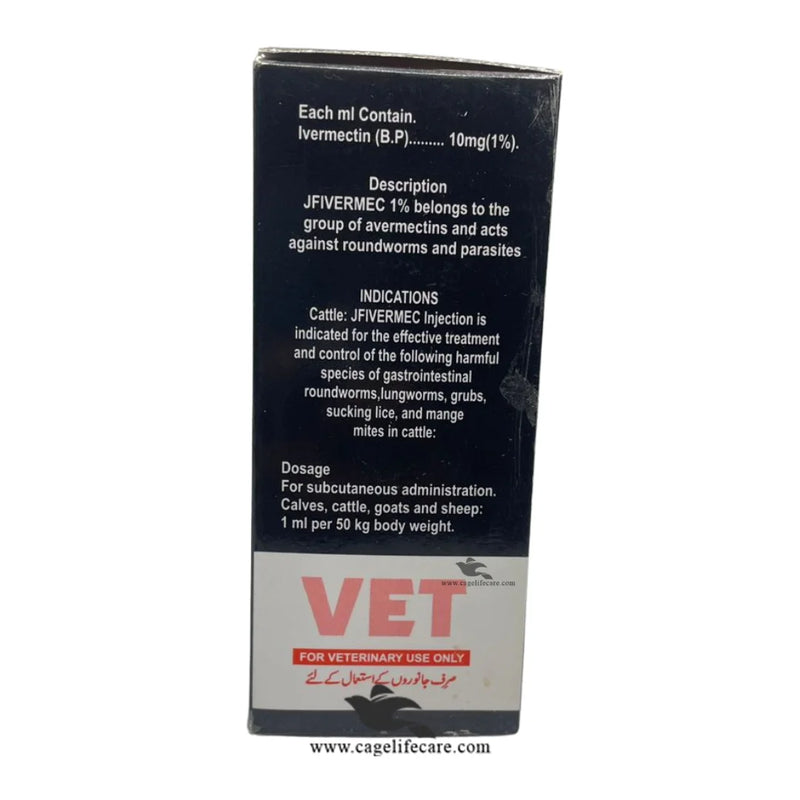 Each ml Contain.
Ivermectin (B.P)......... 10mg(1%).
Description
JFIVERMEC 1% belongs to the
group of avermectins and acts
against roundworms and parasites
INDICATIONS
Cattle: JFIVERMEC Injection is
indicated for the effective treatment
and control of the following harmful
species of gastrointestinal
roundworms,lungworms, grubs,
sucking lice, and mange
mites in cattle:
Dosage
For subcutaneous administration.
Calves, cattle, goats and sheep:
1 ml per 50 kg body weight.
www.cagelifecare.com
VET
FOR VETERINARY USE ONLY
صرف جانوروں کے استعمال کے لئے
www.cagelifecare.com